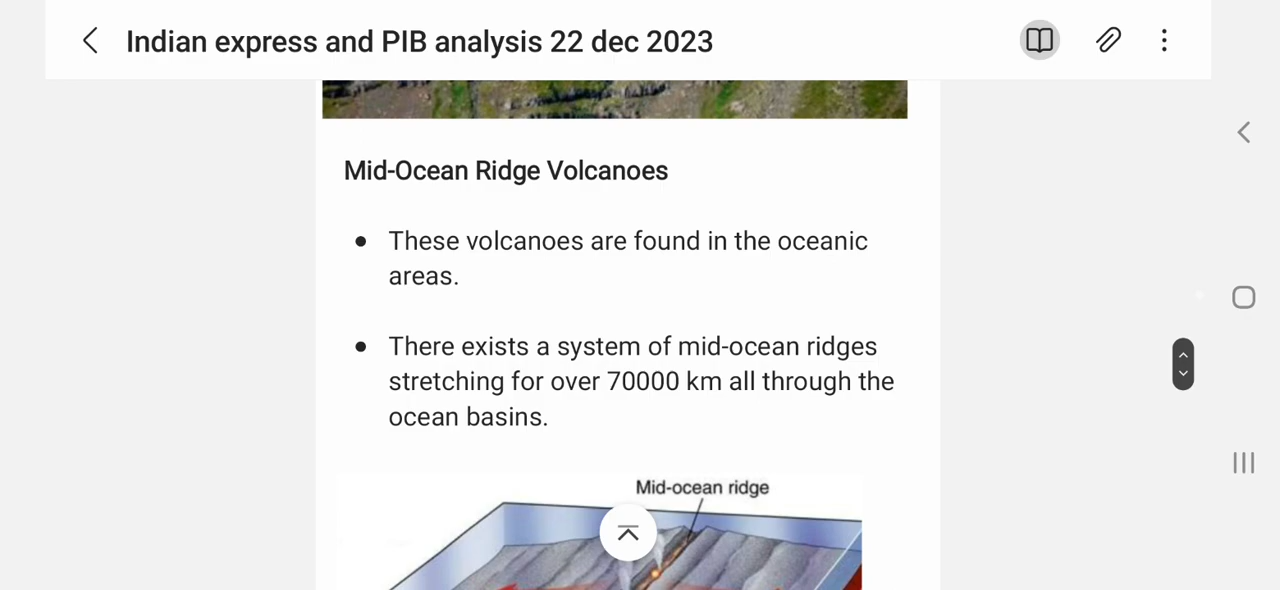 Indian express and PIB analysis 22 dec 2023
Mid-Ocean Ridge Volcanoes
• These volcanoes are found in the oceanic
areas.
• There exists a system of mid-ocean ridges
stretching for over 70000 km all through the
ocean basins.
Mid-ocean ridge